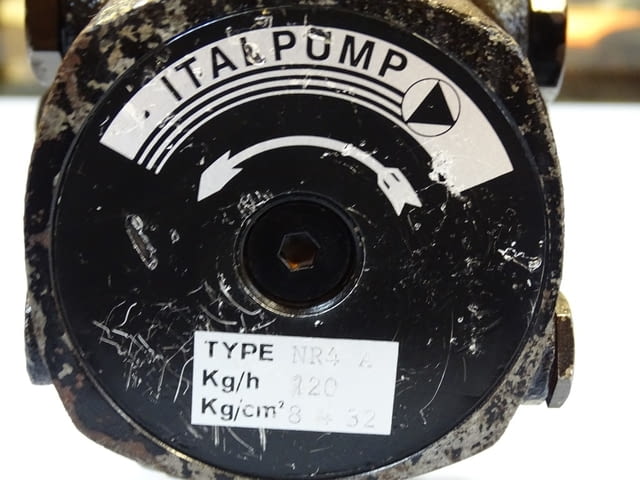 ITALPUMP
TYPE NR4 A
Kg/h 120
Kg/cm² 8 ÷ 32